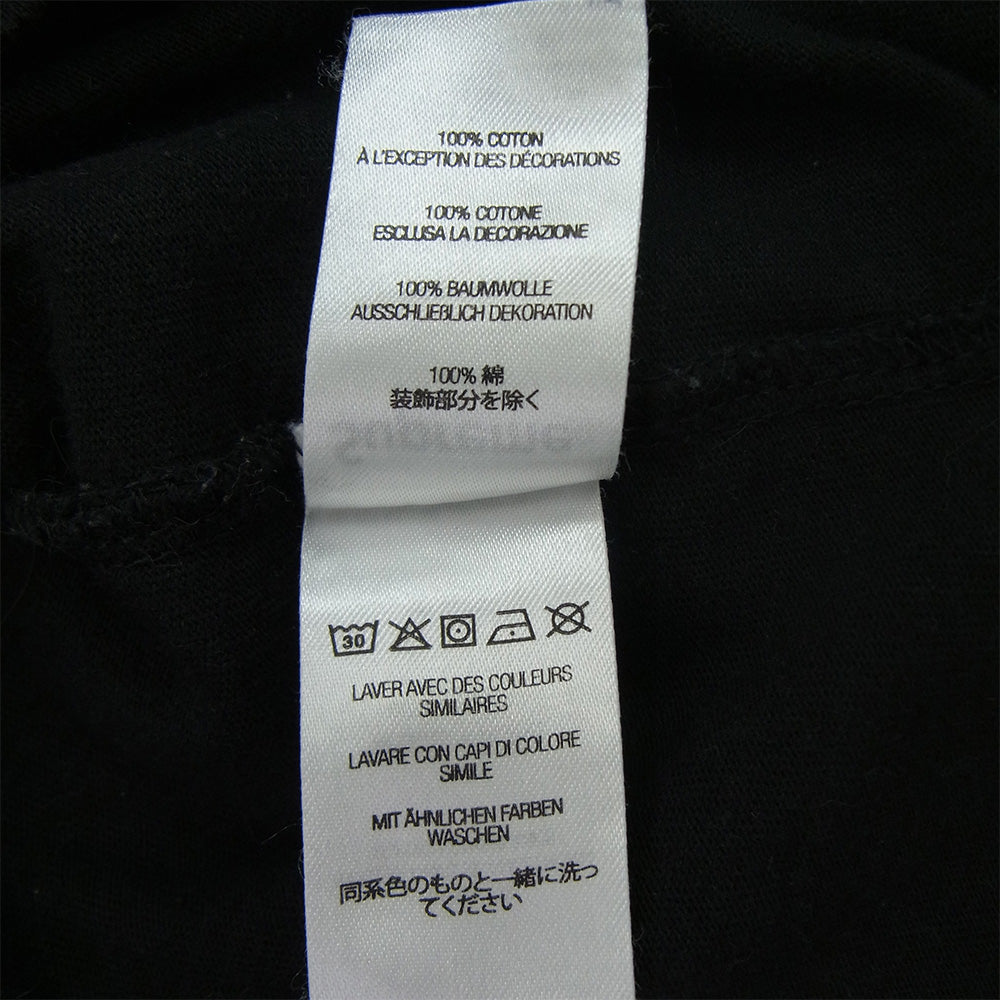 100% COTON
À L'EXCEPTION DES DÉCORATIONS
100% COTONE
ESCLUSA LA DECORAZIONE
100% BAUMWOLLE
AUSSCHLIEßLICH DEKORATION
100% 綿
装飾部分を除く
30
LAVER AVEC DES COULEURS
SIMILAIRES
LAVARE CON CAPI DI COLORE
SIMILE
MIT ÄHNLICHEN FARBEN
WASCHEN
同系色のものと一緒に洗っ
てください